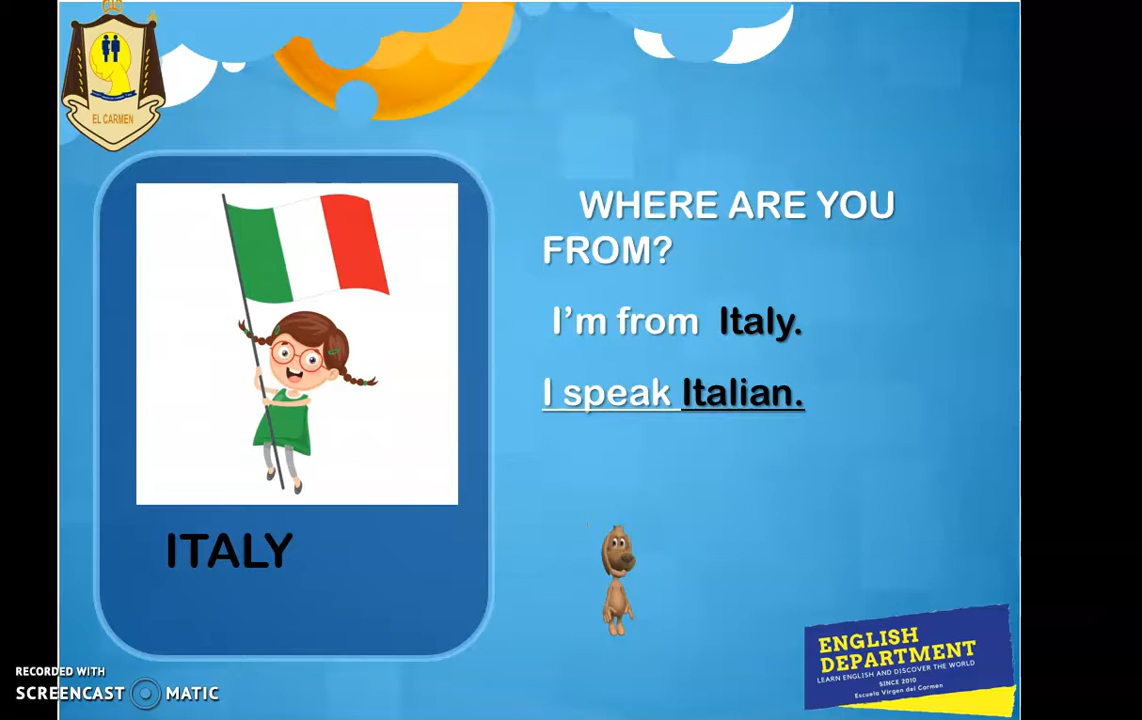 EL CARMEN
WHERE ARE YOU
FROM?
I'm from Italy.
I speak Italian.
ITALY
ENGLISH
DEPARTMENT
LEARN ENGLISH AND DISCOVER THE WORLD
SINCE 2010
Escuela Virgen del Carmen
RECORDED WITH
SCREENCAST MATIC